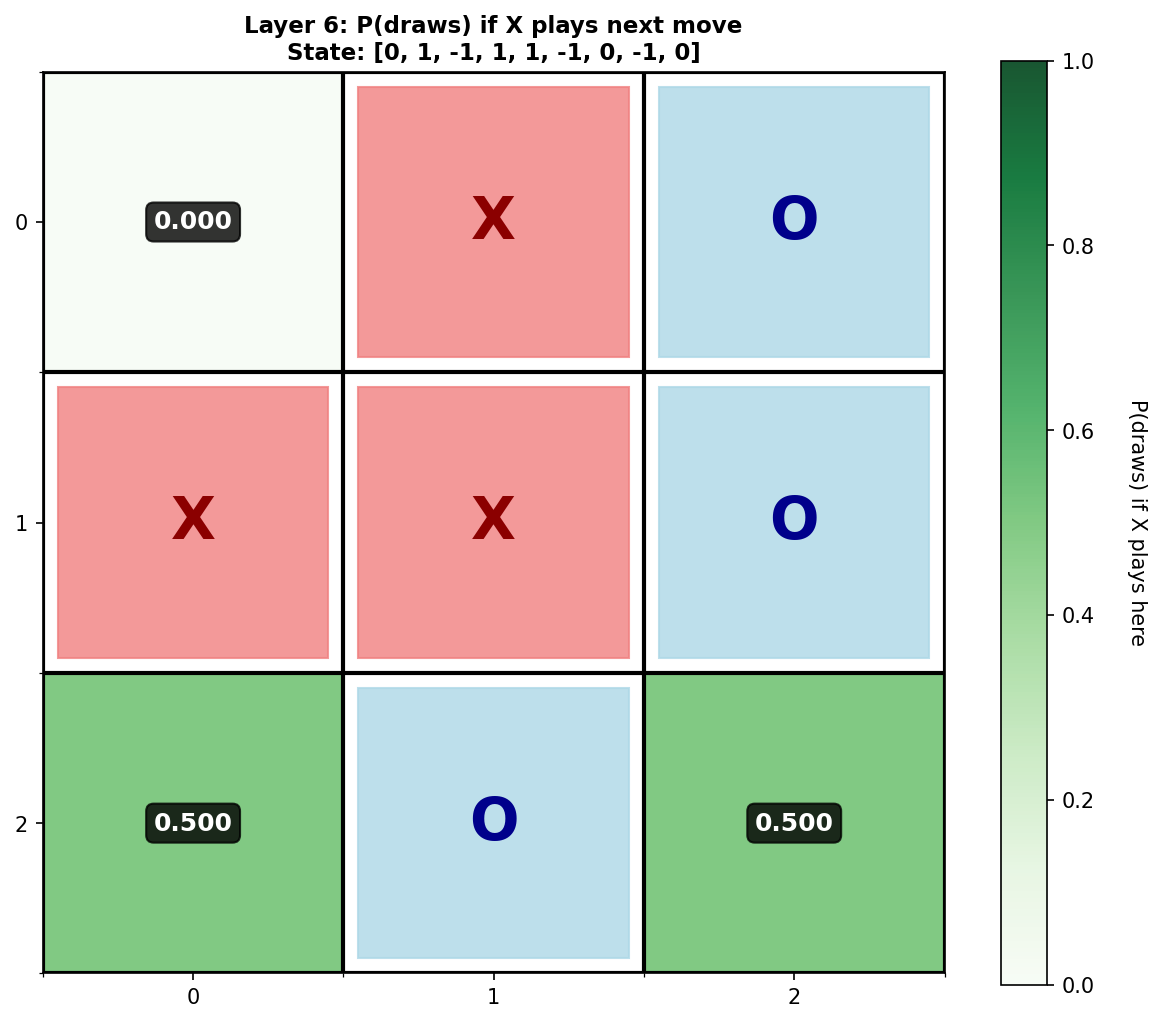 Layer 6: P(draws) if X plays next move
State: [0, 1, -1, 1, 1, -1, 0, -1, 0]
0
0.000
X
O
1
X
X
O
2
0.500
O
0.500
0
1
2
1.0
0.8
0.6
0.4
0.2
0.0
P(draws) if X plays here